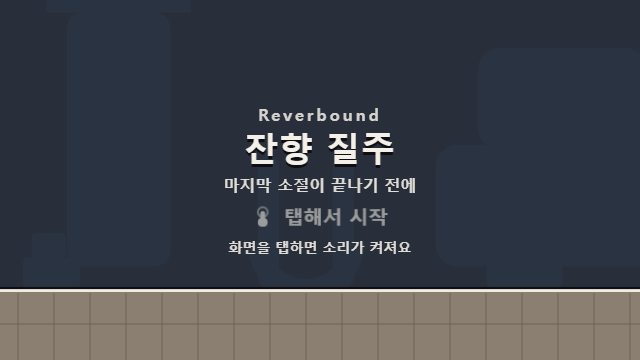 Reverbound
잔향 질주
마지막 소절이 끝나기 전에
탭해서 시작
화면을 탭하면 소리가 켜져요